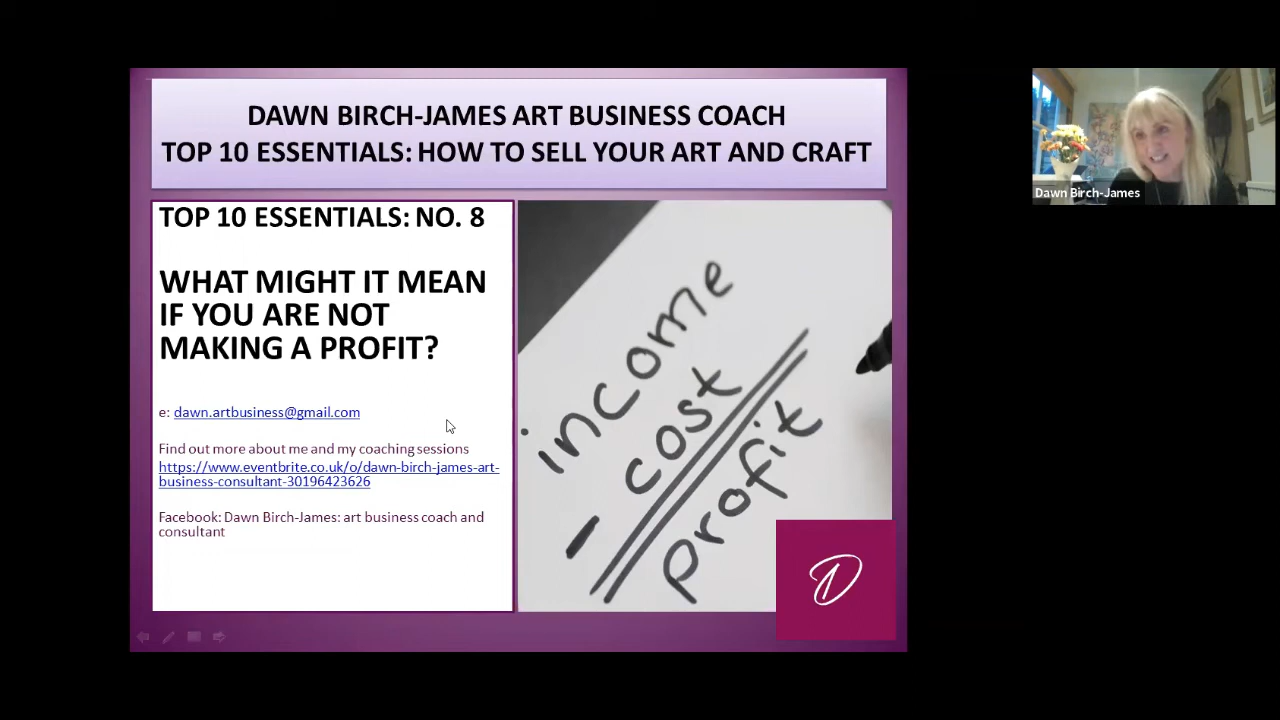 DAWN BIRCH-JAMES ART BUSINESS COACH
TOP 10 ESSENTIALS: HOW TO SELL YOUR ART AND CRAFT
TOP 10 ESSENTIALS: NO. 8
WHAT MIGHT IT MEAN
IF YOU ARE NOT
MAKING A PROFIT?
e: dawn.artbusiness@gmail.com
Find out more about me and my coaching sessions
https://www.eventbrite.co.uk/o/dawn-birch-james-art-
business-consultant-30196423626
Facebook: Dawn Birch-James: art business coach and
consultant
income
- cost
profit
D
Dawn Birch-James